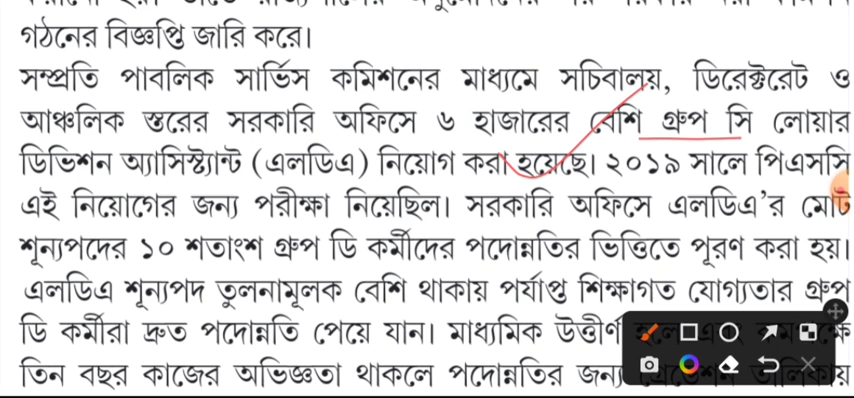 গঠনের বিজ্ঞপ্তি জারি করে।
সম্প্রতি পাবলিক সার্ভিস কমিশনের মাধ্যমে সচিবালয়, ডিরেক্টরেট ও
আঞ্চলিক স্তরের সরকারি অফিসে ৬ হাজারের বেশি গ্রুপ সি লোয়ার
ডিভিশন অ্যাসিস্ট্যান্ট (এলডিএ) নিয়োগ করা হয়েছে। ২০১৯ সালে পিএসসি
এই নিয়োগের জন্য পরীক্ষা নিয়েছিল। সরকারি অফিসে এলডিএ’র মোট
শূন্যপদের ১০ শতাংশ গ্রুপ ডি কর্মীদের পদোন্নতির ভিত্তিতে পূরণ করা হয়।
এলডিএ শূন্যপদ তুলনামূলক বেশি থাকায় পর্যাপ্ত শিক্ষাগত যোগ্যতার গ্রুপ
ডি কর্মীরা দ্রুত পদোন্নতি পেয়ে যান। মাধ্যমিক উত্তীর্ণ
তিন বছর কাজের অভিজ্ঞতা থাকলে পদোন্নতির জন্য